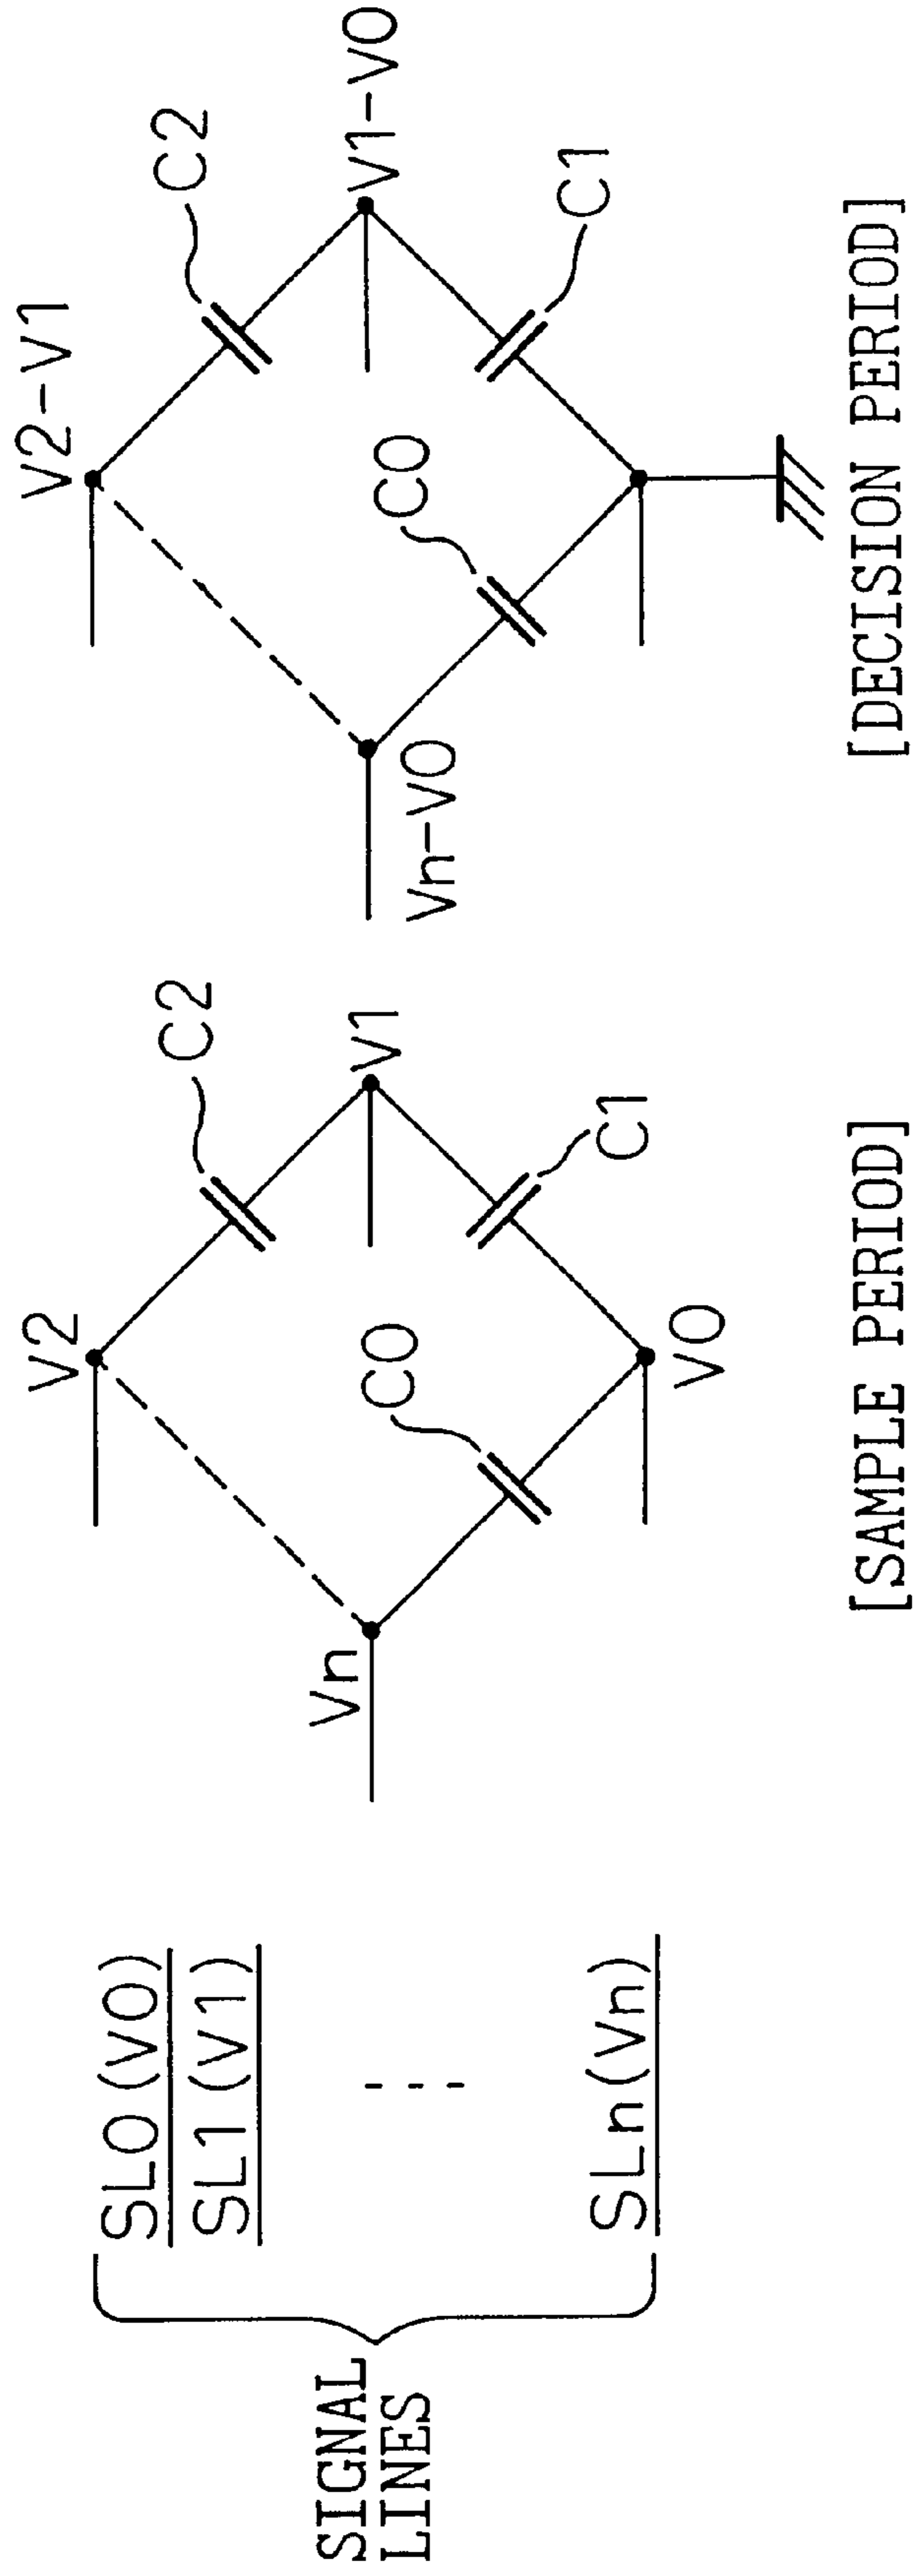 SIGNAL
LINES
SL0 (V0)
SL1 (V1)
SLn (Vn)
V2
C2
Vn
V1
C0
C1
V0
[SAMPLE PERIOD]
V2-V1
C2
Vn-V0
V1-V0
C0
C1
[DECISION PERIOD]